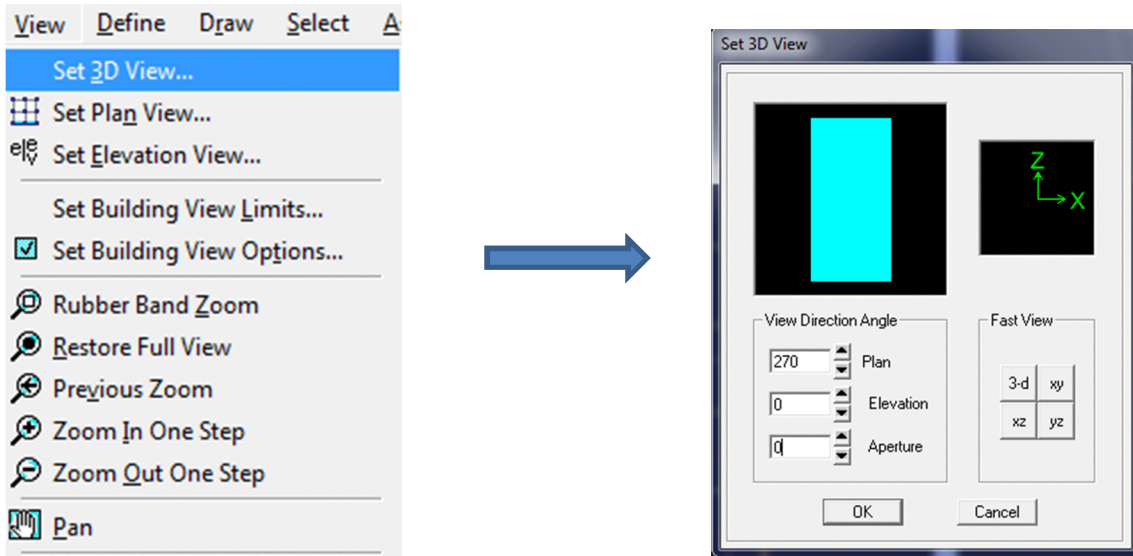 View Define Draw Select A
Set 3D View...
Set Plan View...
elev Set Elevation View...
Set Building View Limits...
Set Building View Options...
Rubber Band Zoom
Restore Full View
Previous Zoom
Zoom In One Step
Zoom Out One Step
Pan
Set 3D View
Z
X
View Direction Angle
270 Plan
0 Elevation
0 Aperture
Fast View
3-d xy
xz yz
OK Cancel